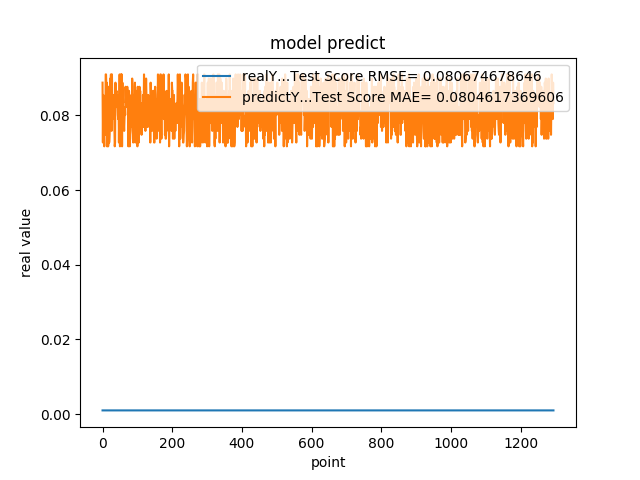 model predict
realY...Test Score RMSE= 0.080674678646
predictY...Test Score MAE= 0.0804617369606
0.08
0.06
0.04
0.02
0.00
real value
0 200 400 600 800 1000 1200
point